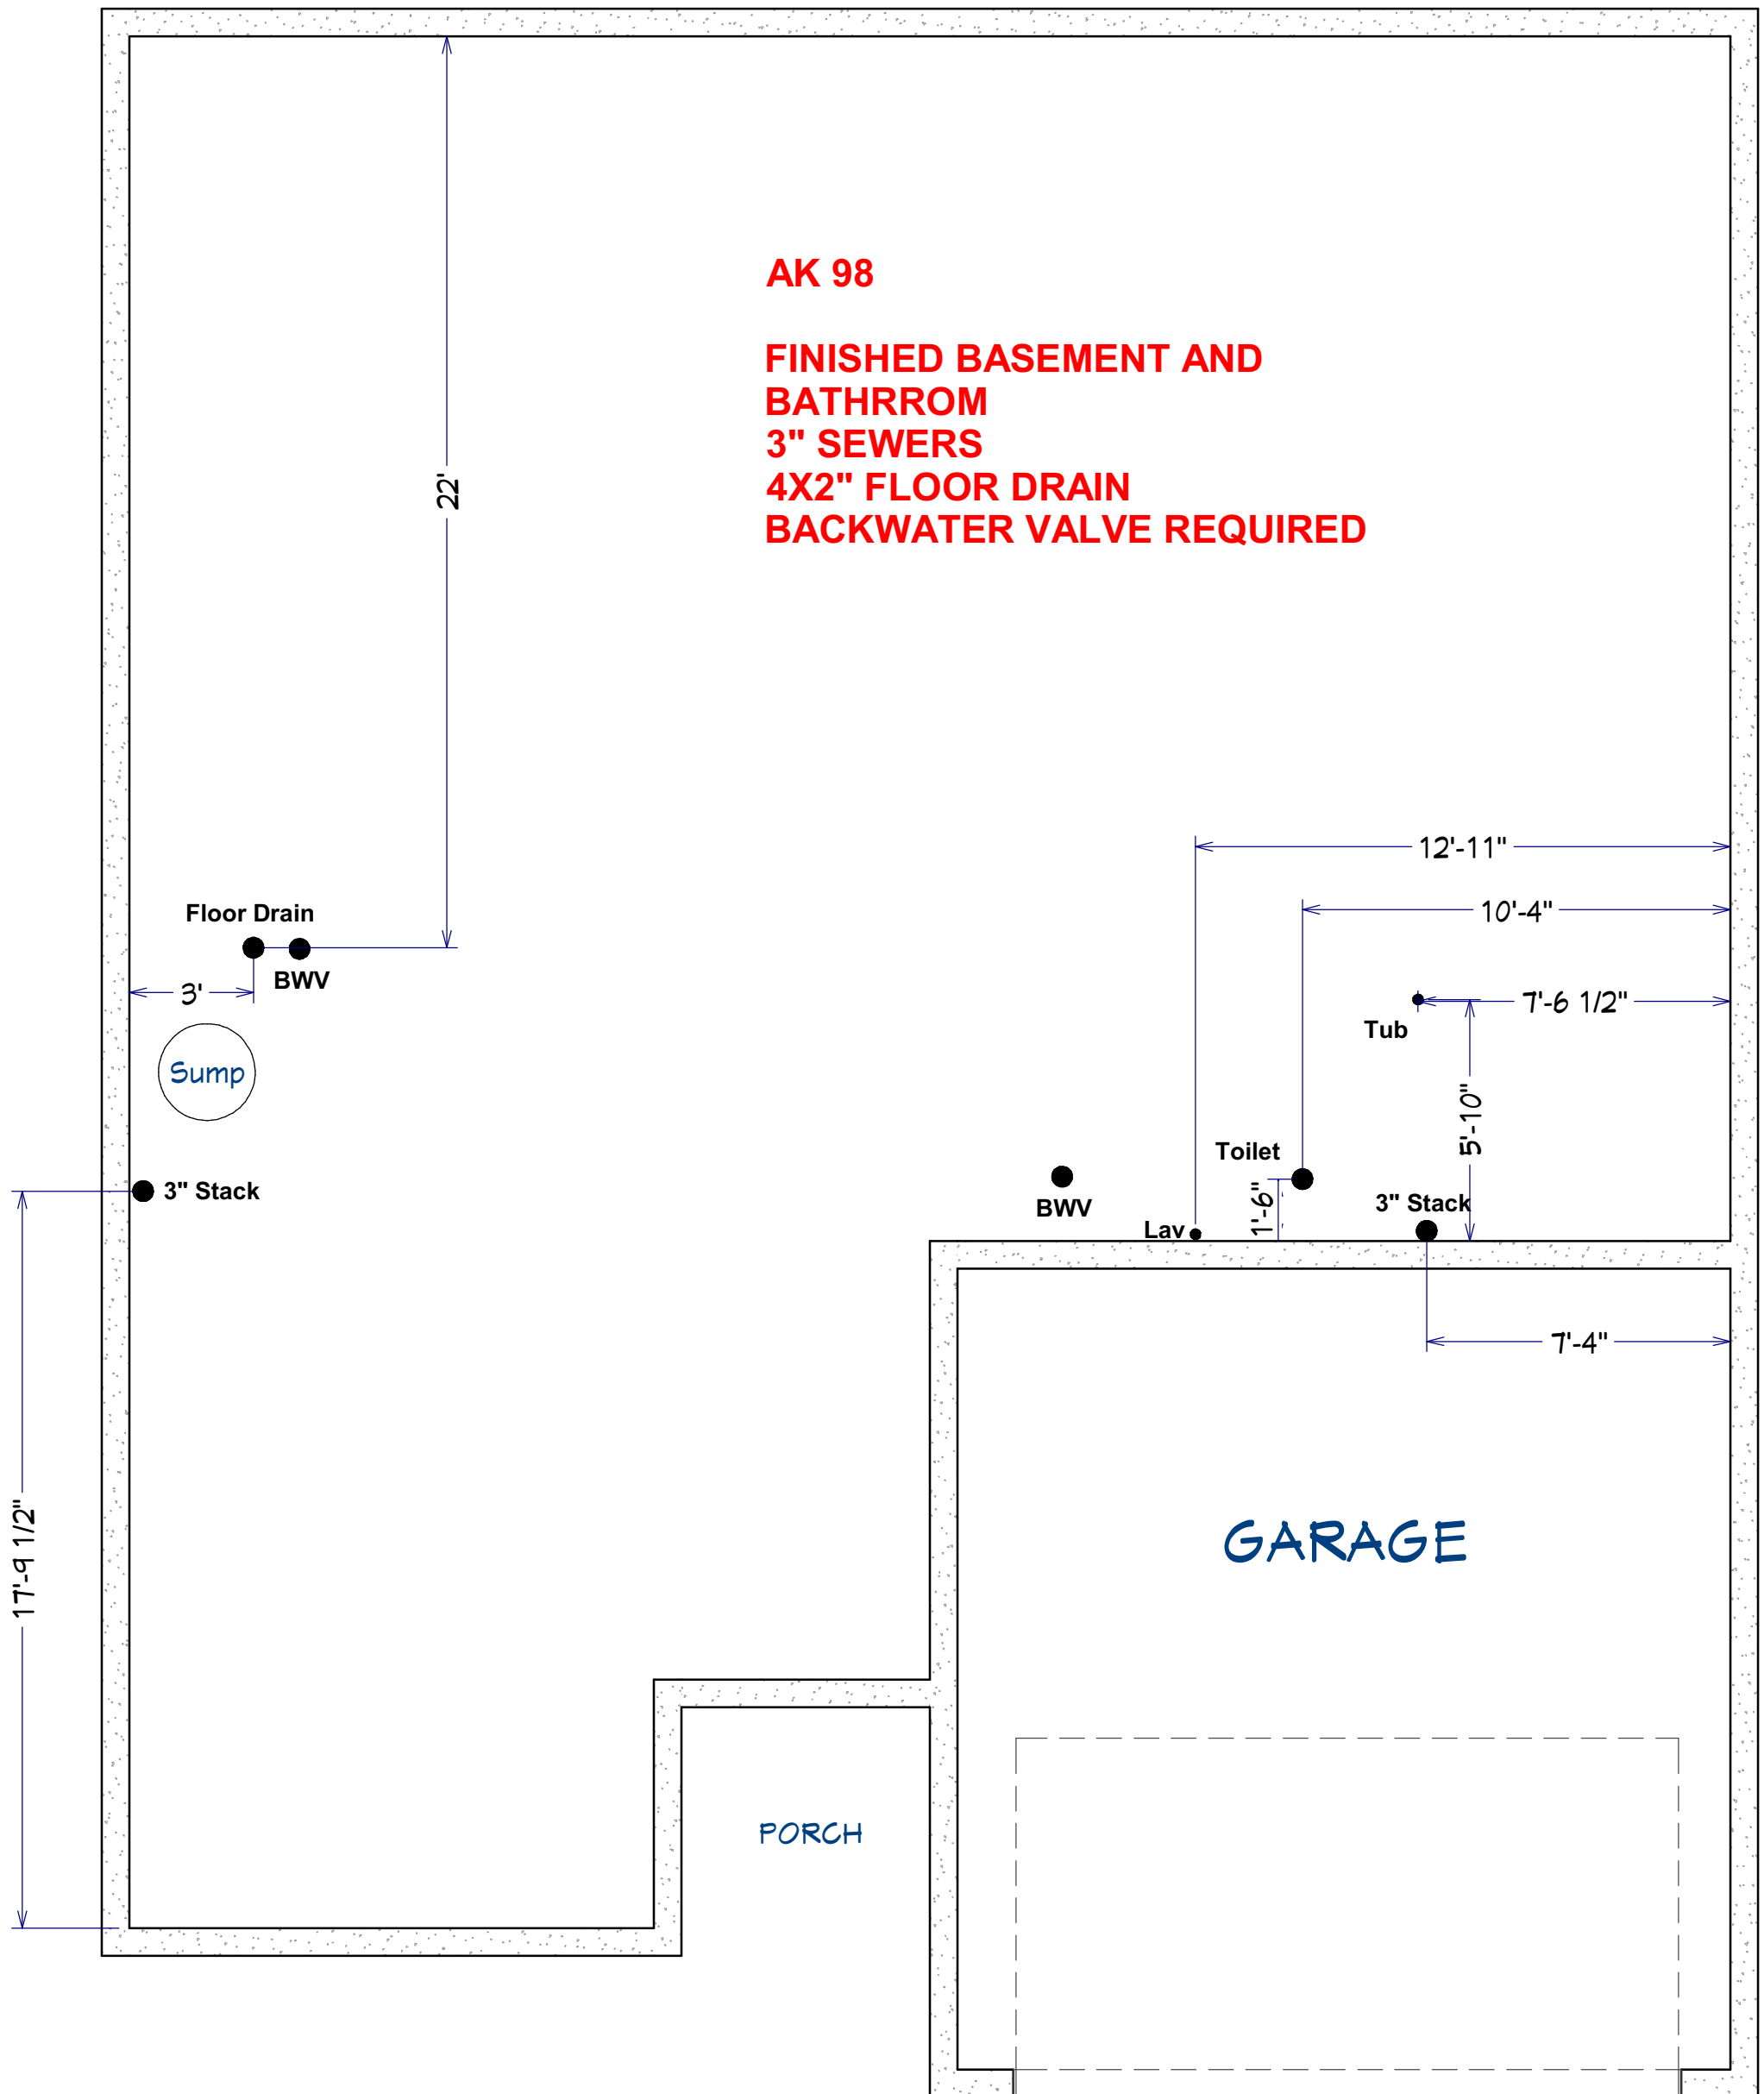 AK 98
FINISHED BASEMENT AND
BATHRROM
3" SEWERS
4X2" FLOOR DRAIN
BACKWATER VALVE REQUIRED
22'
12'-11"
10'-4"
Floor Drain
BWV
3'
7'-6 1/2"
Tub
Sump
5'-10"
Toilet
3" Stack
BWV
1'-6"
3" Stack
Lav
7'-4"
17'-9 1/2"
GARAGE
PORCH